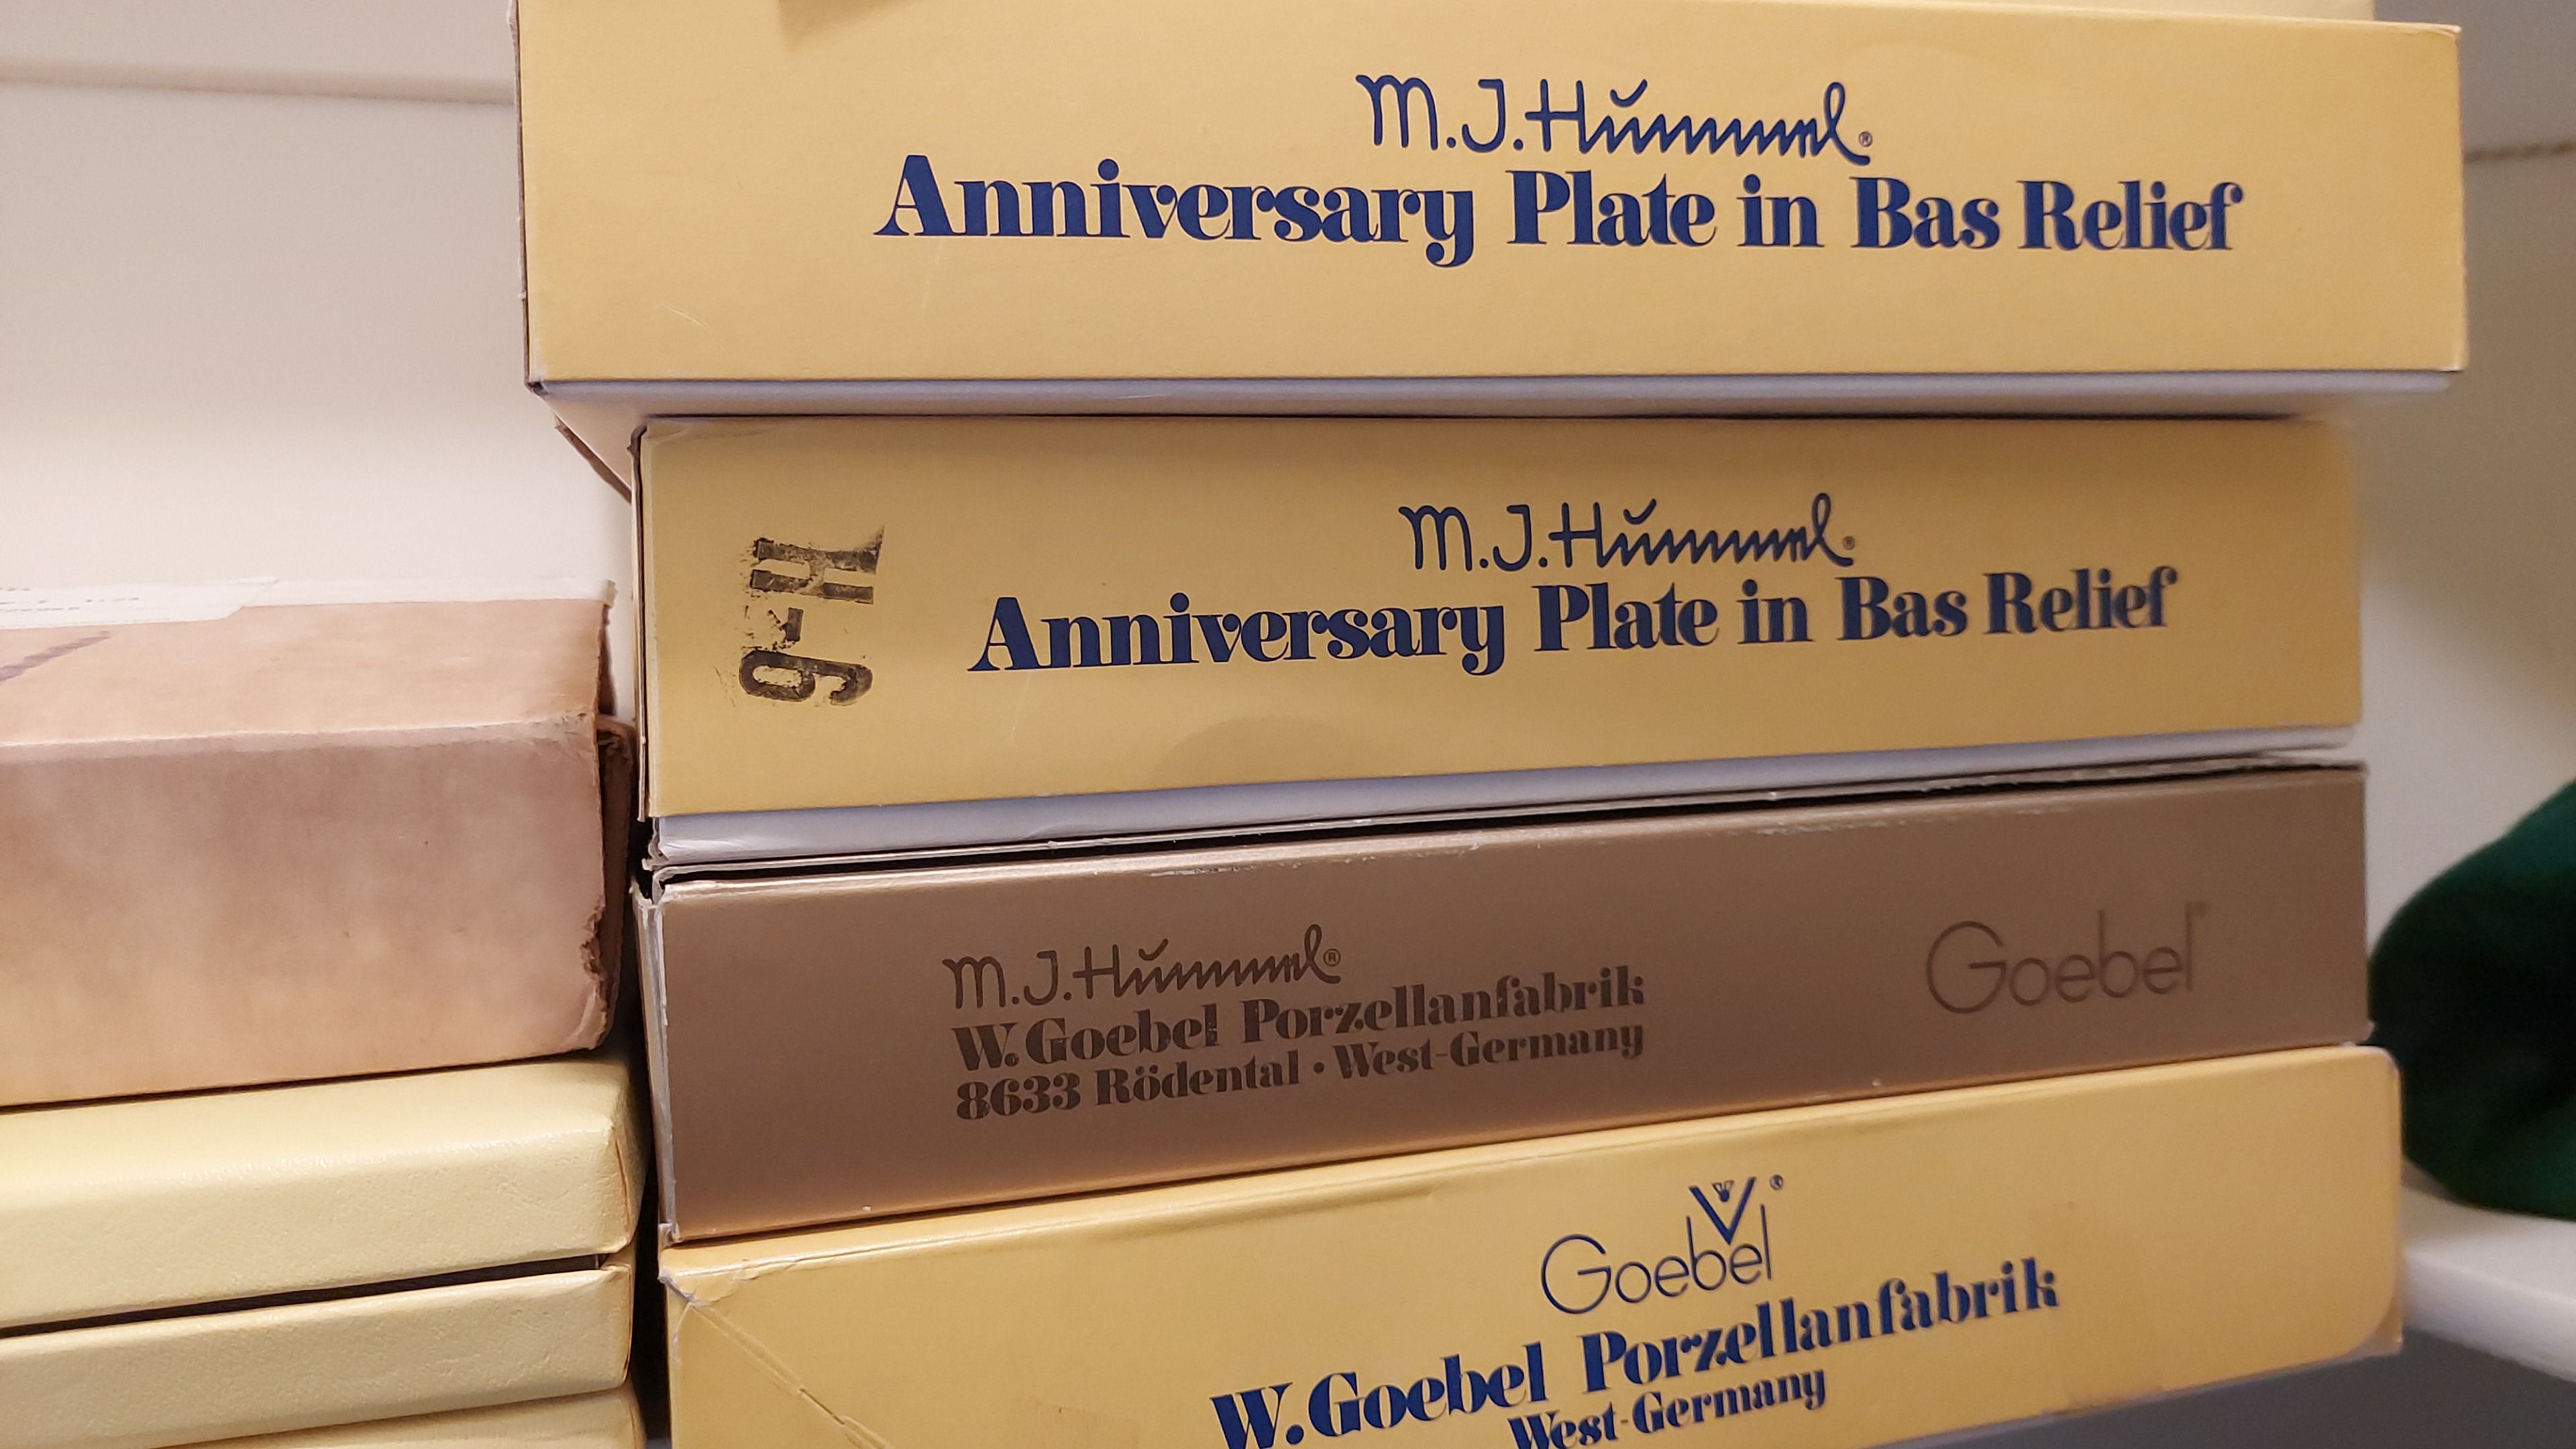 M.J.Hummel®
Anniversary Plate in Bas Relief
M.J.Hummel®
Anniversary Plate in Bas Relief
M.J.Hummel®
W. Goebel Porzellanfabrik
8633 Rödental • West-Germany
Goebel®
Goebel®
W. Goebel Porzellanfabrik
West-Germany